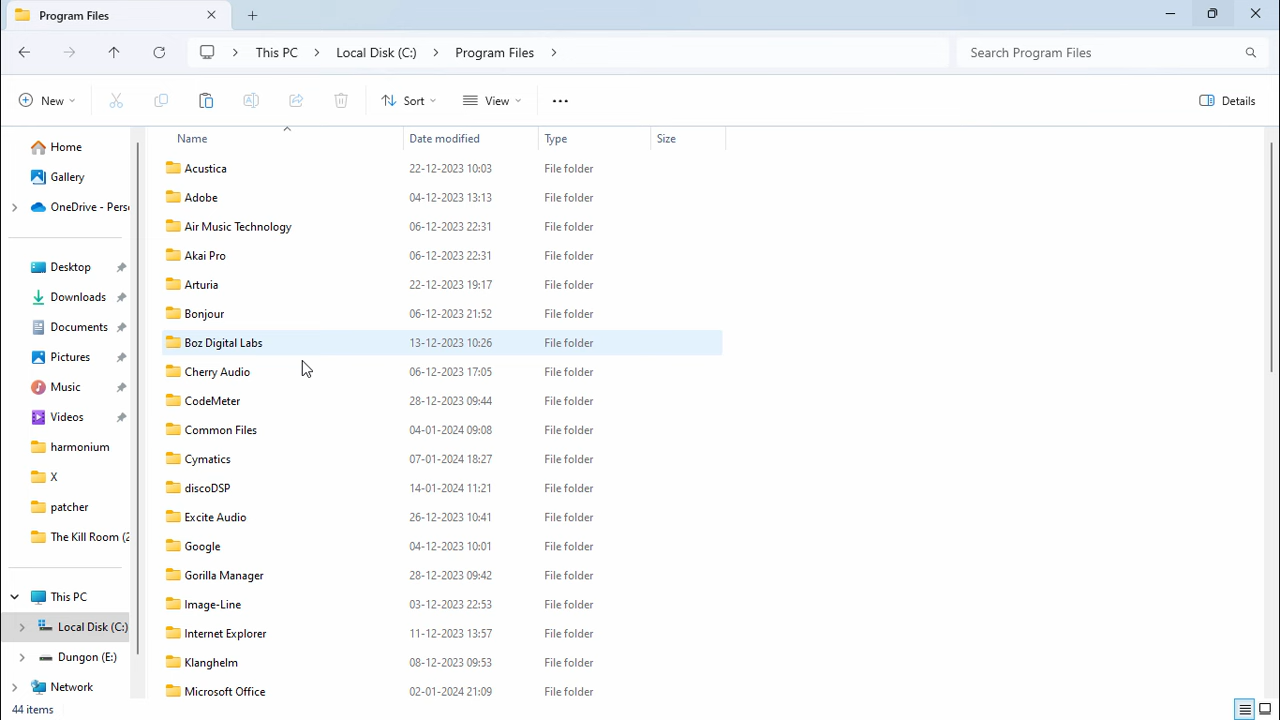 Program Files
This PC > Local Disk (C:) > Program Files >
Search Program Files
New
Sort
View
Details
Name
Date modified
Type
Size
Home
Gallery
OneDrive - Pers
Desktop
Downloads
Documents
Pictures
Music
Videos
harmonium
X
patcher
The Kill Room (2
This PC
Local Disk (C:)
Dungon (E:)
Network
Acustica 22-12-2023 10:03 File folder
Adobe 04-12-2023 13:13 File folder
Air Music Technology 06-12-2023 22:31 File folder
Akai Pro 06-12-2023 22:31 File folder
Arturia 22-12-2023 19:17 File folder
Bonjour 06-12-2023 21:52 File folder
Boz Digital Labs 13-12-2023 10:26 File folder
Cherry Audio 06-12-2023 17:05 File folder
CodeMeter 28-12-2023 09:44 File folder
Common Files 04-01-2024 09:08 File folder
Cymatics 07-01-2024 18:27 File folder
discoDSP 14-01-2024 11:21 File folder
Excite Audio 26-12-2023 10:41 File folder
Google 04-12-2023 10:01 File folder
Gorilla Manager 28-12-2023 09:42 File folder
Image-Line 03-12-2023 22:53 File folder
Internet Explorer 11-12-2023 13:57 File folder
Klanghelm 08-12-2023 09:53 File folder
Microsoft Office 02-01-2024 21:09 File folder
44 items